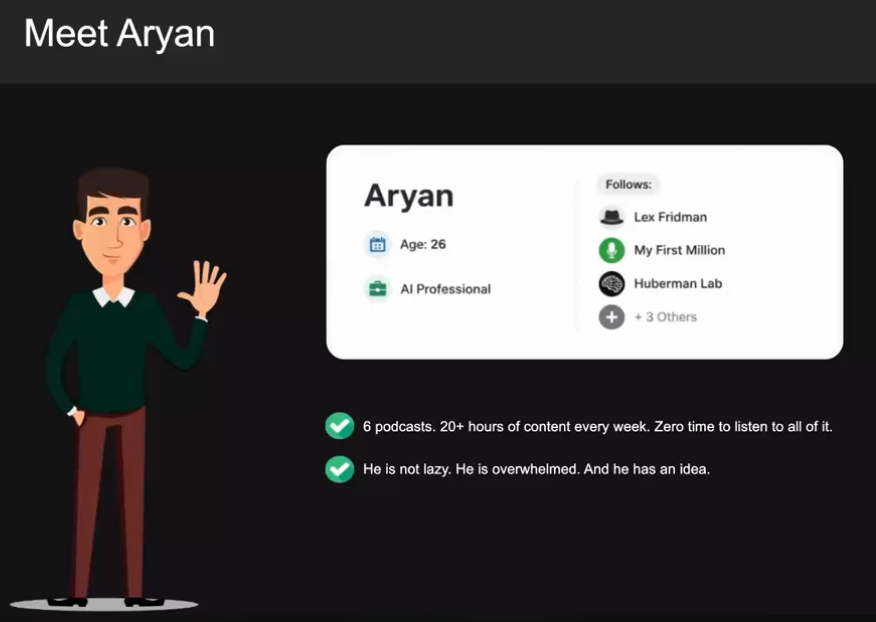 Meet Aryan
Aryan
Age: 26
AI Professional
Follows:
Lex Fridman
My First Million
Huberman Lab
+ 3 Others
6 podcasts. 20+ hours of content every week. Zero time to listen to all of it.
He is not lazy. He is overwhelmed. And he has an idea.